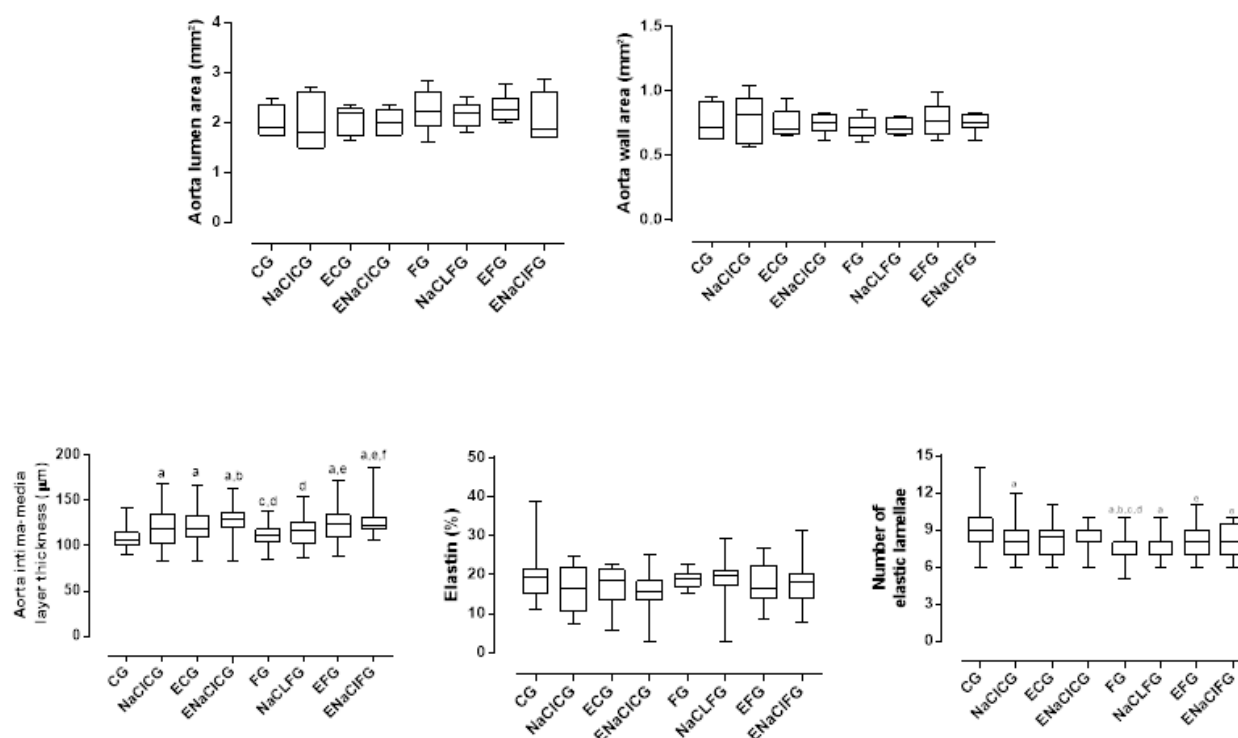 Aorta lumen area (mm²)
4
3
2
1
0
CG
NaClCG
ECG
ENaClCG
FG
NaCLFG
EFG
ENaClFG
Aorta wall area (mm²)
1.5
1.0
0.5
0.0
CG
NaClCG
ECG
ENaClCG
FG
NaCLFG
EFG
ENaClFG
Aorta intima-media
layer thickness (µm)
200
150
100
50
0
a
a
a,b
c,d
d
a,e
a,e,f
CG
NaClCG
ECG
ENaClCG
FG
NaCLFG
EFG
ENaClFG
Elastin (%)
50
40
30
20
10
0
CG
NaClCG
ECG
ENaClCG
FG
NaCLFG
EFG
ENaClFG
Number of
elastic lamellae
15
12
9
6
3
0
a
a,b,c,d
a
e
CG
NaClCG
ECG
ENaClCG
FG
NaCLFG
EFG
ENaClFG